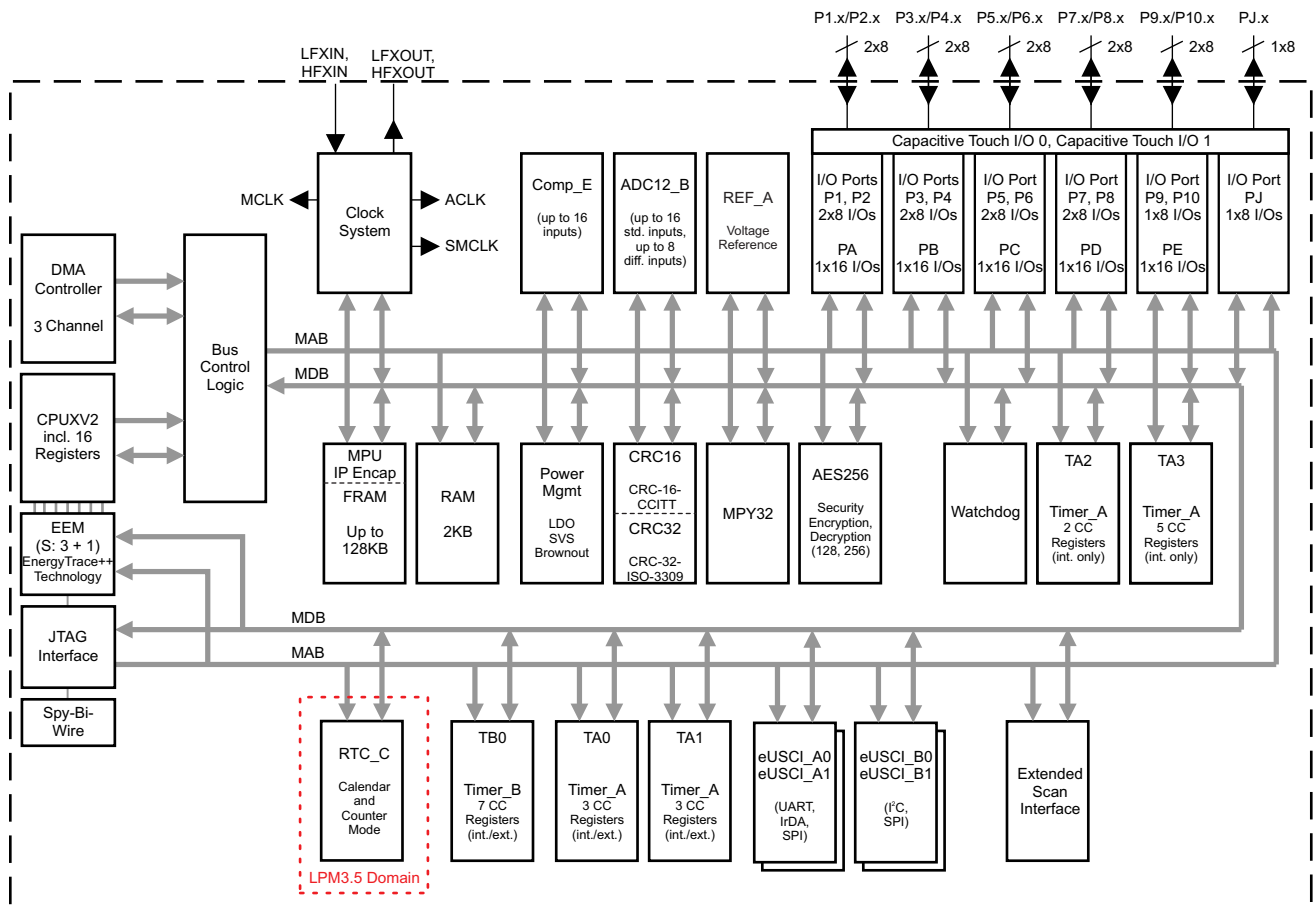 P1.x/P2.x
P3.x/P4.x
P5.x/P6.x
P7.x/P8.x
P9.x/P10.x
PJ.x
2x8
2x8
2x8
2x8
2x8
1x8
LFXIN,
HFXIN
LFXOUT,
HFXOUT
Capacitive Touch I/O 0, Capacitive Touch I/O 1
MCLK
Clock
System
ACLK
SMCLK
Comp_E
(up to 16
inputs)
ADC12_B
(up to 16
std. inputs,
up to 8
diff. inputs)
REF_A
Voltage
Reference
I/O Ports
P1, P2
2x8 I/Os
PA
1x16 I/Os
I/O Ports
P3, P4
2x8 I/Os
PB
1x16 I/Os
I/O Port
P5, P6
2x8 I/Os
PC
1x16 I/Os
I/O Port
P7, P8
2x8 I/Os
PD
1x16 I/Os
I/O Port
P9, P10
1x8 I/Os
PE
1x16 I/Os
I/O Port
PJ
1x8 I/Os
DMA
Controller
3 Channel
Bus
Control
Logic
MAB
MDB
CPUXV2
incl. 16
Registers
EEM
(S: 3 + 1)
EnergyTrace++
Technology
JTAG
Interface
Spy-Bi-
Wire
MPU
IP Encap
FRAM
Up to
128KB
RAM
2KB
Power
Mgmt
LDO
SVS
Brownout
CRC16
CRC-16-
CCITT
CRC32
CRC-32-
ISO-3309
MPY32
AES256
Security
Encryption,
Decryption
(128, 256)
Watchdog
TA2
Timer_A
2 CC
Registers
(int. only)
TA3
Timer_A
5 CC
Registers
(int. only)
MDB
MAB
RTC_C
Calendar
and
Counter
Mode
LPM3.5 Domain
TB0
Timer_B
7 CC
Registers
(int./ext.)
TA0
Timer_A
3 CC
Registers
(int./ext.)
TA1
Timer_A
3 CC
Registers
(int./ext.)
eUSCI_A0
eUSCI_A1
(UART,
IrDA,
SPI)
eUSCI_B0
eUSCI_B1
(I²C,
SPI)
Extended
Scan
Interface